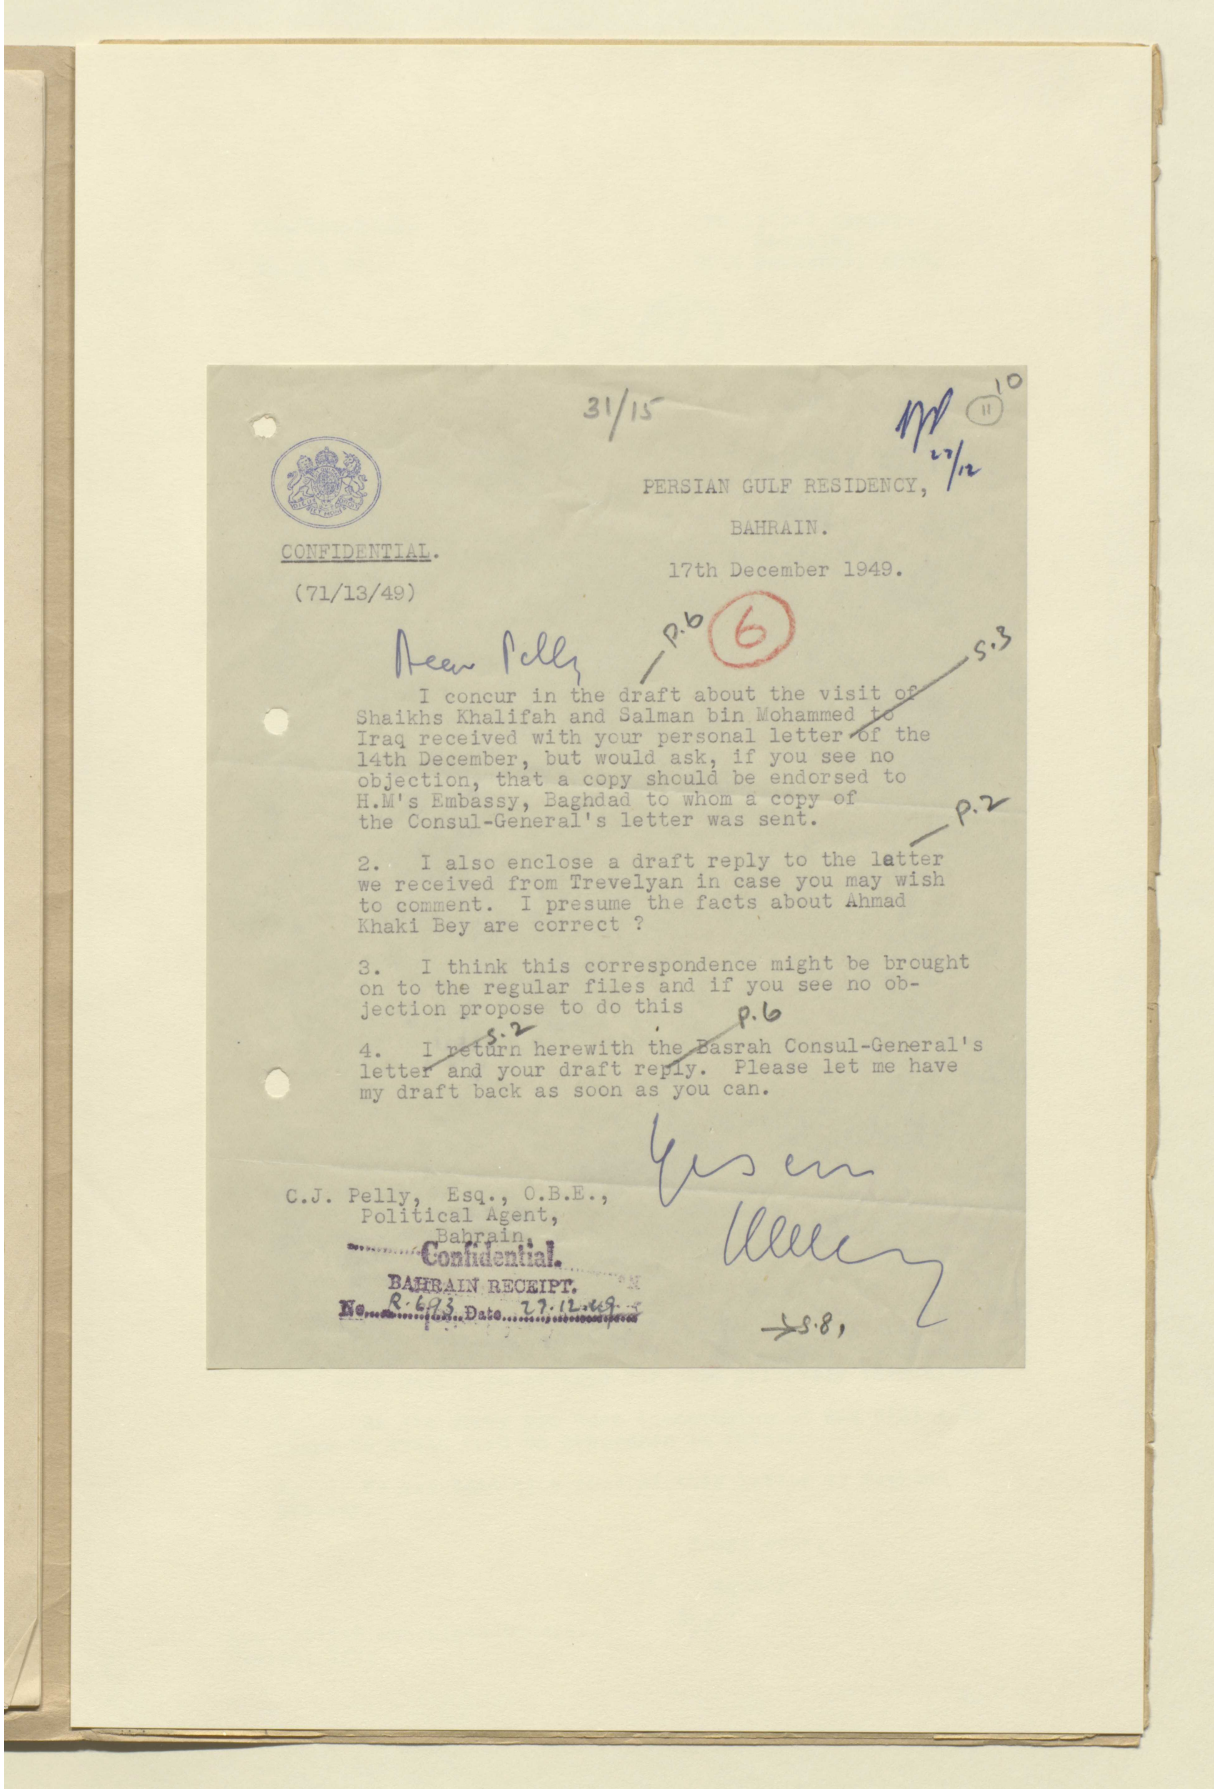 31/15
10
11
27/12
PERSIAN GULF RESIDENCY,
BAHRAIN.
CONFIDENTIAL.
17th December 1949.
(71/13/49)
6
p.6
s.3
Dear Pelly
I concur in the draft about the visit of
Shaikhs Khalifah and Salman bin Mohammed to
Iraq received with your personal letter of the
14th December, but would ask, if you see no
objection, that a copy should be endorsed to
H.M's Embassy, Baghdad to whom a copy of
the Consul-General's letter was sent.
p.2
2. I also enclose a draft reply to the latter
we received from Trevelyan in case you may wish
to comment. I presume the facts about Ahmad
Khaki Bey are correct ?
3. I think this correspondence might be brought
on to the regular files and if you see no ob-
jection propose to do this
s.2
p.6
4. I return herewith the Basrah Consul-General's
letter and your draft reply. Please let me have
my draft back as soon as you can.
C.J. Pelly, Esq., O.B.E.,
Political Agent,
Bahrain.
Confidential.
BAHRAIN RECEIPT.
No. R.693 Date 27.12.49
→s.8,